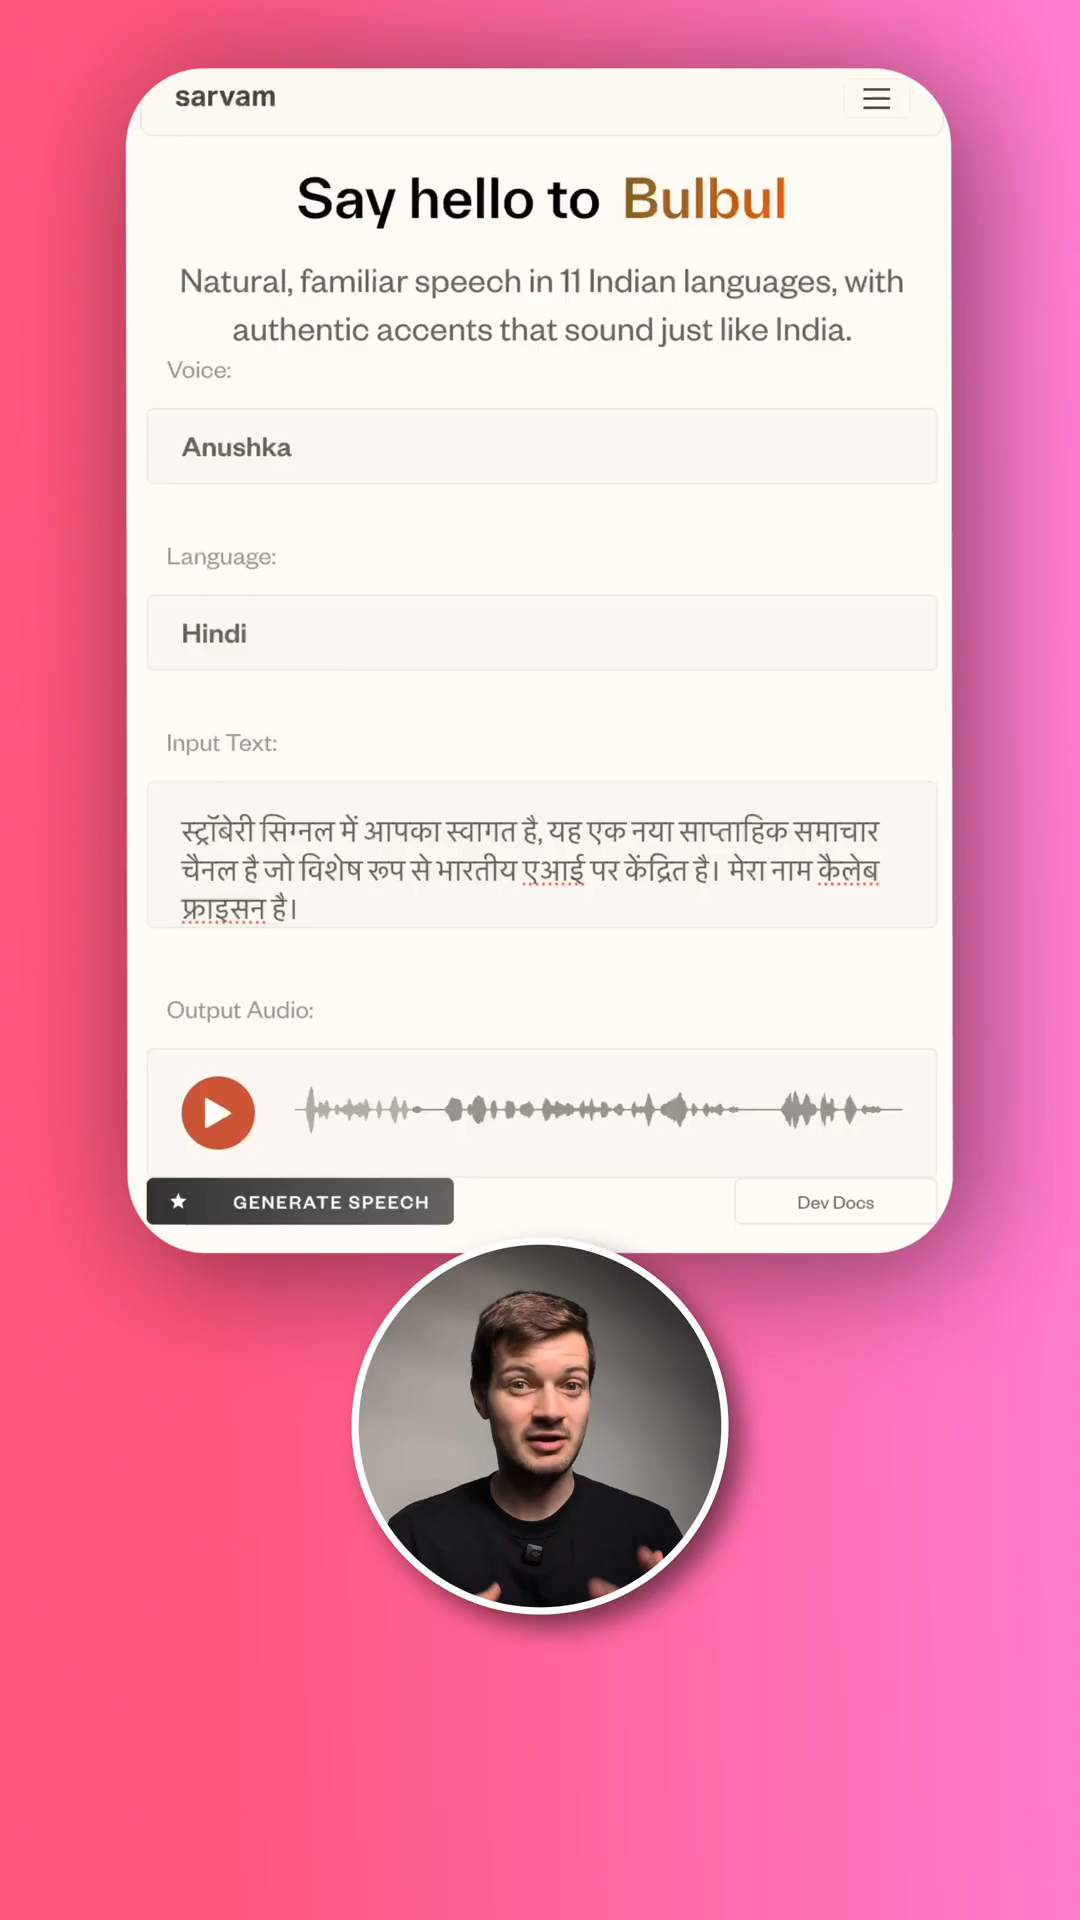 sarvam
Say hello to Bulbul
Natural, familiar speech in 11 Indian languages, with
authentic accents that sound just like India.
Voice:
Anushka
Language:
Hindi
Input Text:
स्ट्रॉबेरी सिग्नल में आपका स्वागत है, यह एक नया साप्ताहिक समाचार
चैनल है जो विशेष रूप से भारतीय एआई पर केंद्रित है। मेरा नाम कैलेब
फ्राइसन है।
Output Audio:
GENERATE SPEECH
Dev Docs